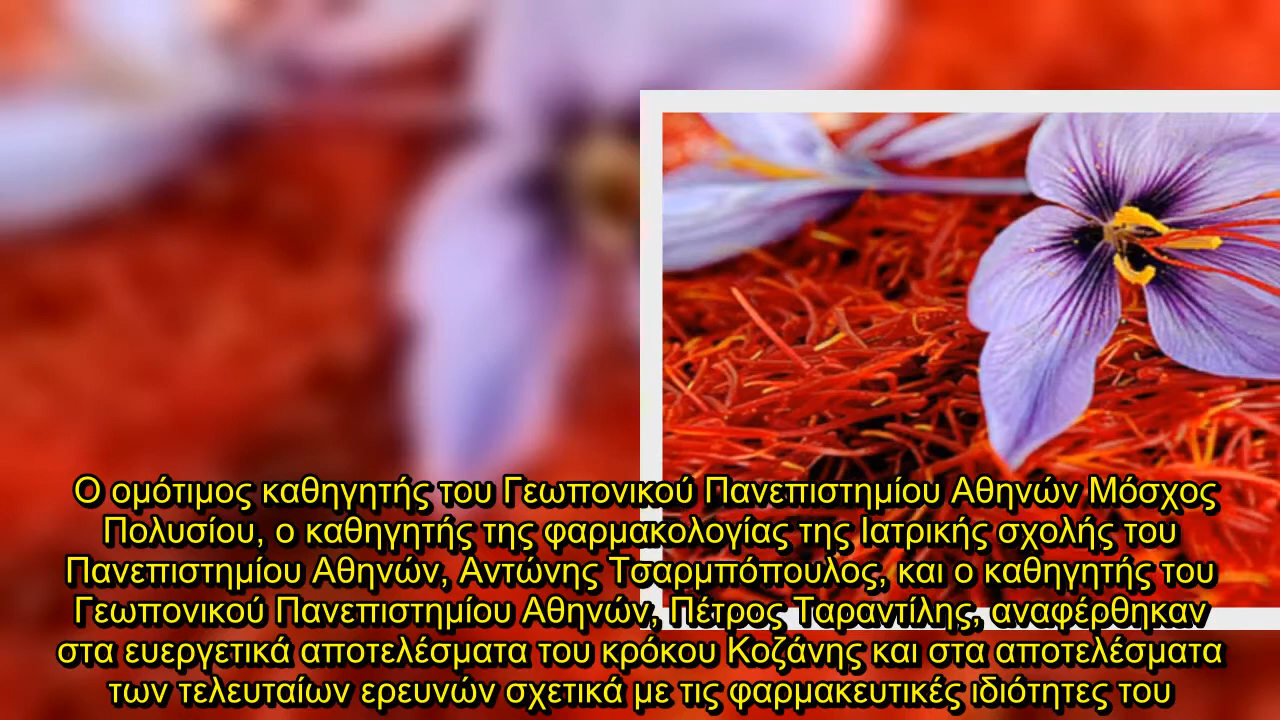 Ο ομότιμος καθηγητής του Γεωπονικού Πανεπιστημίου Αθηνών Μόσχος
Πολυσίου, ο καθηγητής της φαρμακολογίας της Ιατρικής σχολής του
Πανεπιστημίου Αθηνών, Αντώνης Τσαρμπόπουλος, και ο καθηγητής του
Γεωπονικού Πανεπιστημίου Αθηνών, Πέτρος Ταραντίλης, αναφέρθηκαν
στα ευεργετικά αποτελέσματα του κρόκου Κοζάνης και στα αποτελέσματα
των τελευταίων ερευνών σχετικά με τις φαρμακευτικές ιδιότητες του